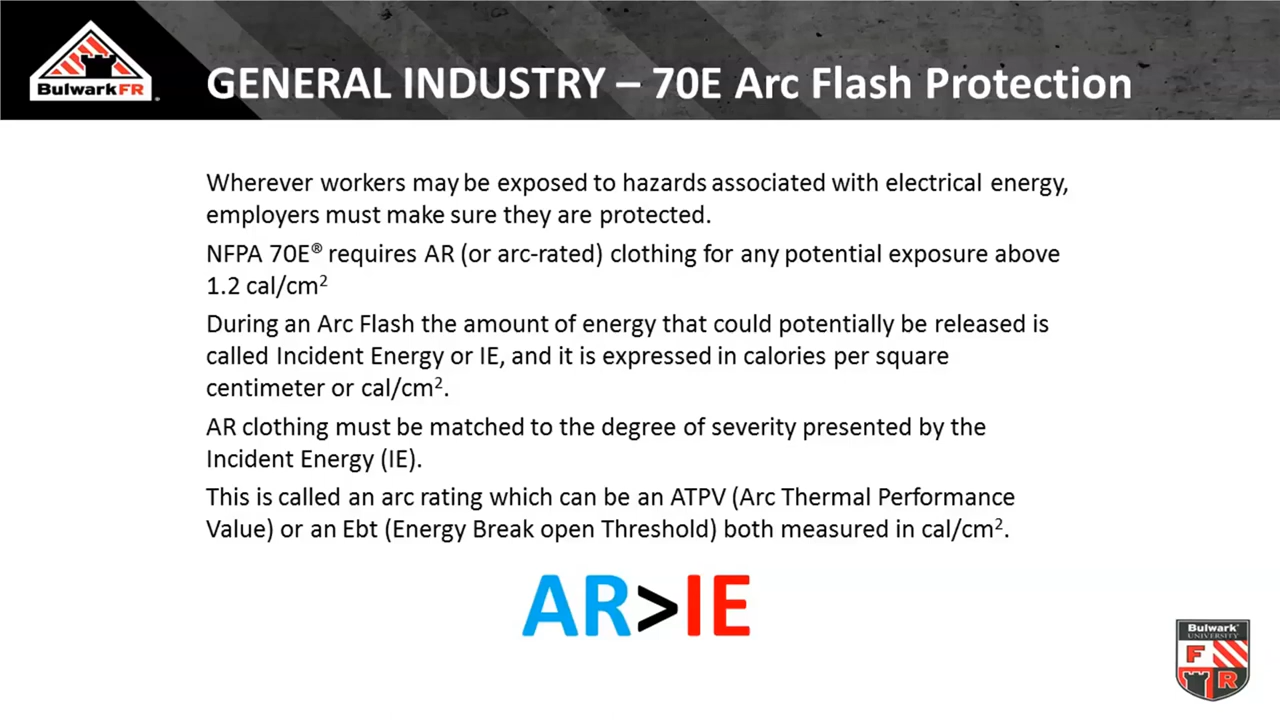 BulwarkFR®
GENERAL INDUSTRY – 70E Arc Flash Protection
Wherever workers may be exposed to hazards associated with electrical energy,
employers must make sure they are protected.
NFPA 70E® requires AR (or arc-rated) clothing for any potential exposure above
1.2 cal/cm²
During an Arc Flash the amount of energy that could potentially be released is
called Incident Energy or IE, and it is expressed in calories per square
centimeter or cal/cm².
AR clothing must be matched to the degree of severity presented by the
Incident Energy (IE).
This is called an arc rating which can be an ATPV (Arc Thermal Performance
Value) or an Ebt (Energy Break open Threshold) both measured in cal/cm².
AR>IE
Bulwark
UNIVERSITY
F
R